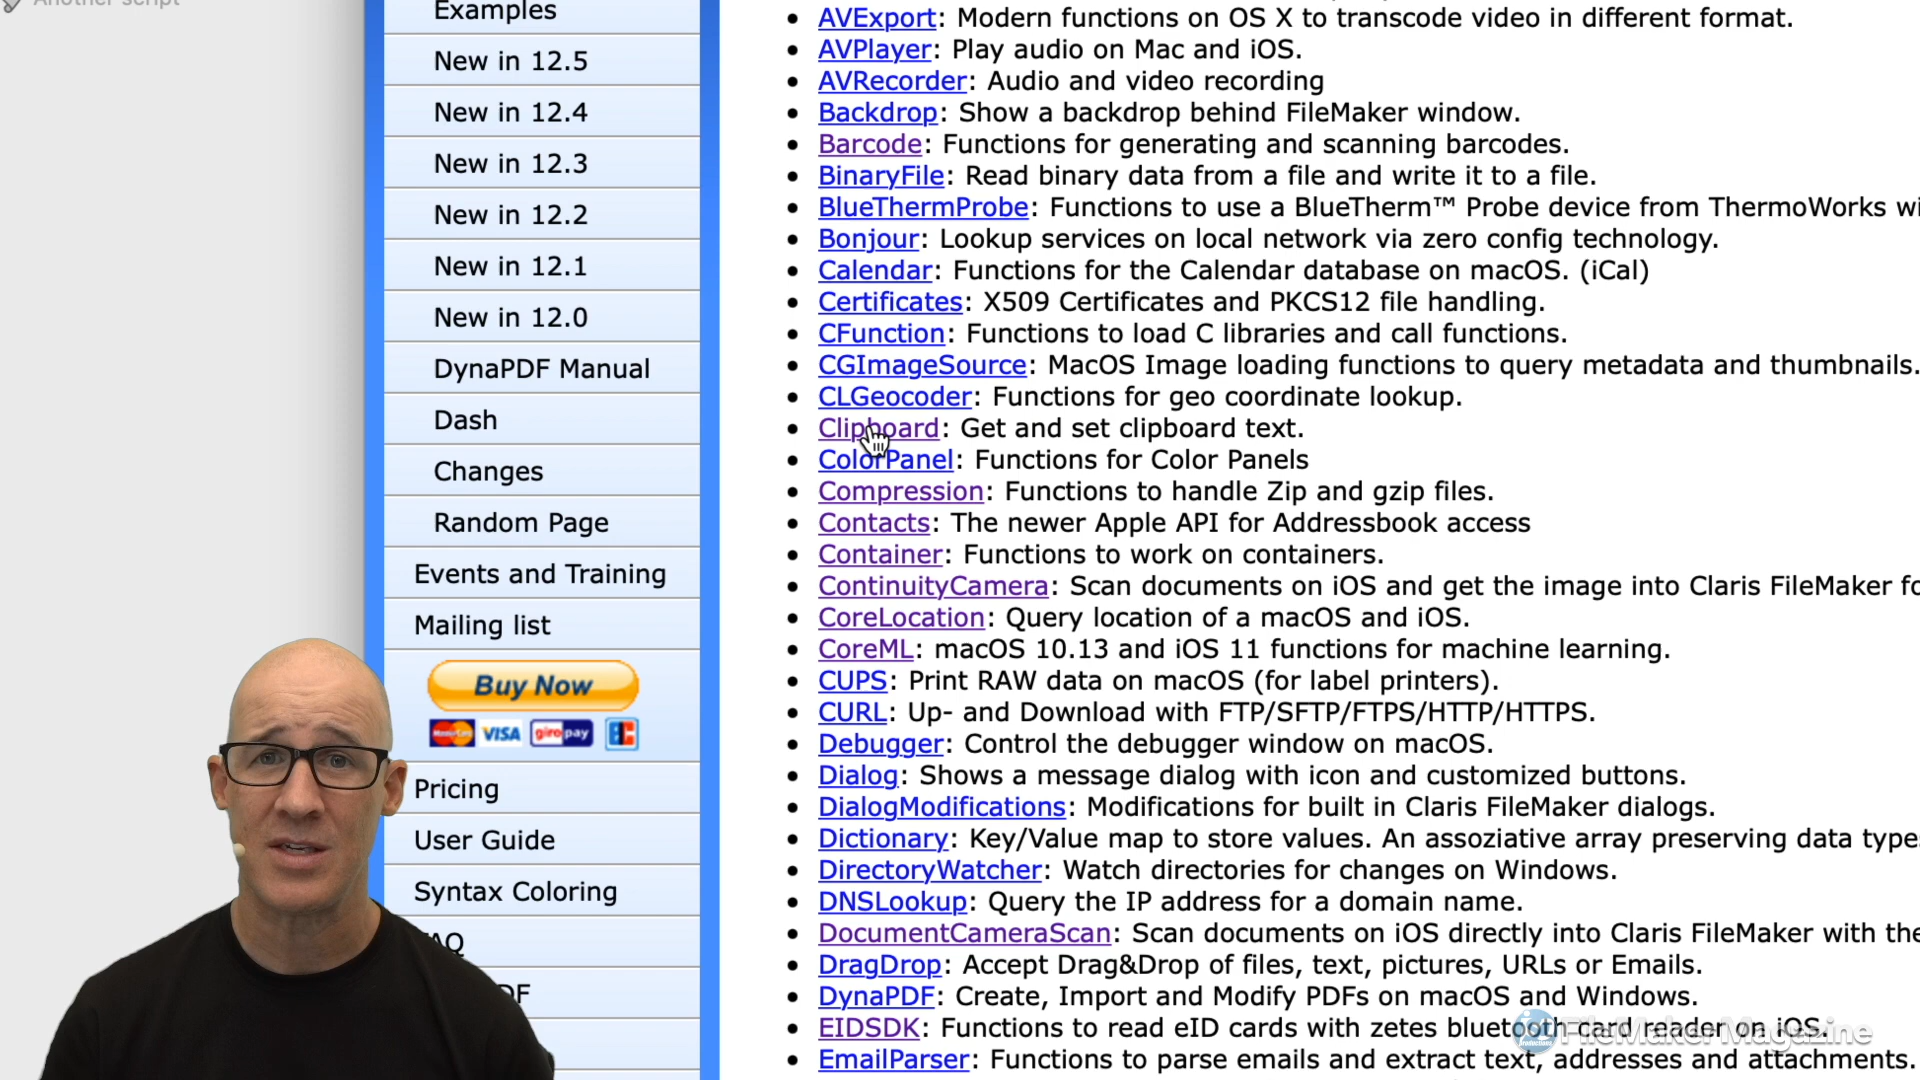 Another script
Examples
New in 12.5
New in 12.4
New in 12.3
New in 12.2
New in 12.1
New in 12.0
DynaPDF Manual
Dash
Changes
Random Page
Events and Training
Mailing list
Buy Now
MasterCard VISA giropay EC
Pricing
User Guide
Syntax Coloring
AQ
DF
AVExport: Modern functions on OS X to transcode video in different format.
AVPlayer: Play audio on Mac and iOS.
AVRecorder: Audio and video recording
Backdrop: Show a backdrop behind FileMaker window.
Barcode: Functions for generating and scanning barcodes.
BinaryFile: Read binary data from a file and write it to a file.
BlueThermProbe: Functions to use a BlueTherm™ Probe device from ThermoWorks wi
Bonjour: Lookup services on local network via zero config technology.
Calendar: Functions for the Calendar database on macOS. (iCal)
Certificates: X509 Certificates and PKCS12 file handling.
CFunction: Functions to load C libraries and call functions.
CGImageSource: MacOS Image loading functions to query metadata and thumbnails.
CLGeocoder: Functions for geo coordinate lookup.
Clipboard: Get and set clipboard text.
ColorPanel: Functions for Color Panels
Compression: Functions to handle Zip and gzip files.
Contacts: The newer Apple API for Addressbook access
Container: Functions to work on containers.
ContinuityCamera: Scan documents on iOS and get the image into Claris FileMaker fo
CoreLocation: Query location of a macOS and iOS.
CoreML: macOS 10.13 and iOS 11 functions for machine learning.
CUPS: Print RAW data on macOS (for label printers).
CURL: Up- and Download with FTP/SFTP/FTPS/HTTP/HTTPS.
Debugger: Control the debugger window on macOS.
Dialog: Shows a message dialog with icon and customized buttons.
DialogModifications: Modifications for built in Claris FileMaker dialogs.
Dictionary: Key/Value map to store values. An assoziative array preserving data type
DirectoryWatcher: Watch directories for changes on Windows.
DNSLookup: Query the IP address for a domain name.
DocumentCameraScan: Scan documents on iOS directly into Claris FileMaker with the
DragDrop: Accept Drag&Drop of files, text, pictures, URLs or Emails.
DynaPDF: Create, Import and Modify PDFs on macOS and Windows.
EIDSDK: Functions to read eID cards with zetes bluetooth card reader on iOS.
EmailParser: Functions to parse emails and extract text, addresses and attachments.
FileMaker Magazine